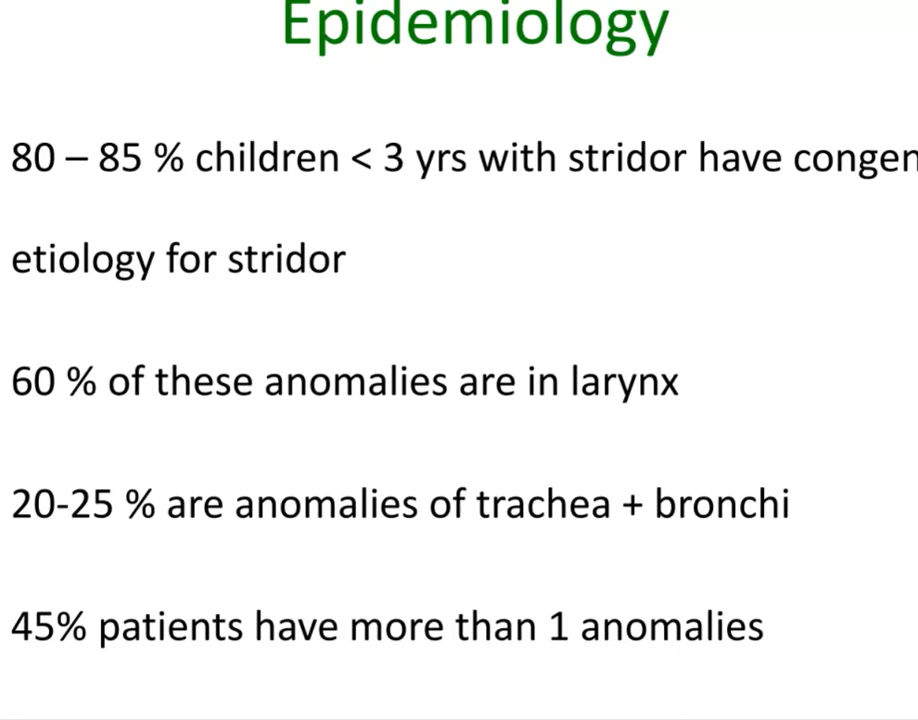 Epidemiology
80 – 85 % children < 3 yrs with stridor have congen
etiology for stridor
60 % of these anomalies are in larynx
20-25 % are anomalies of trachea + bronchi
45% patients have more than 1 anomalies